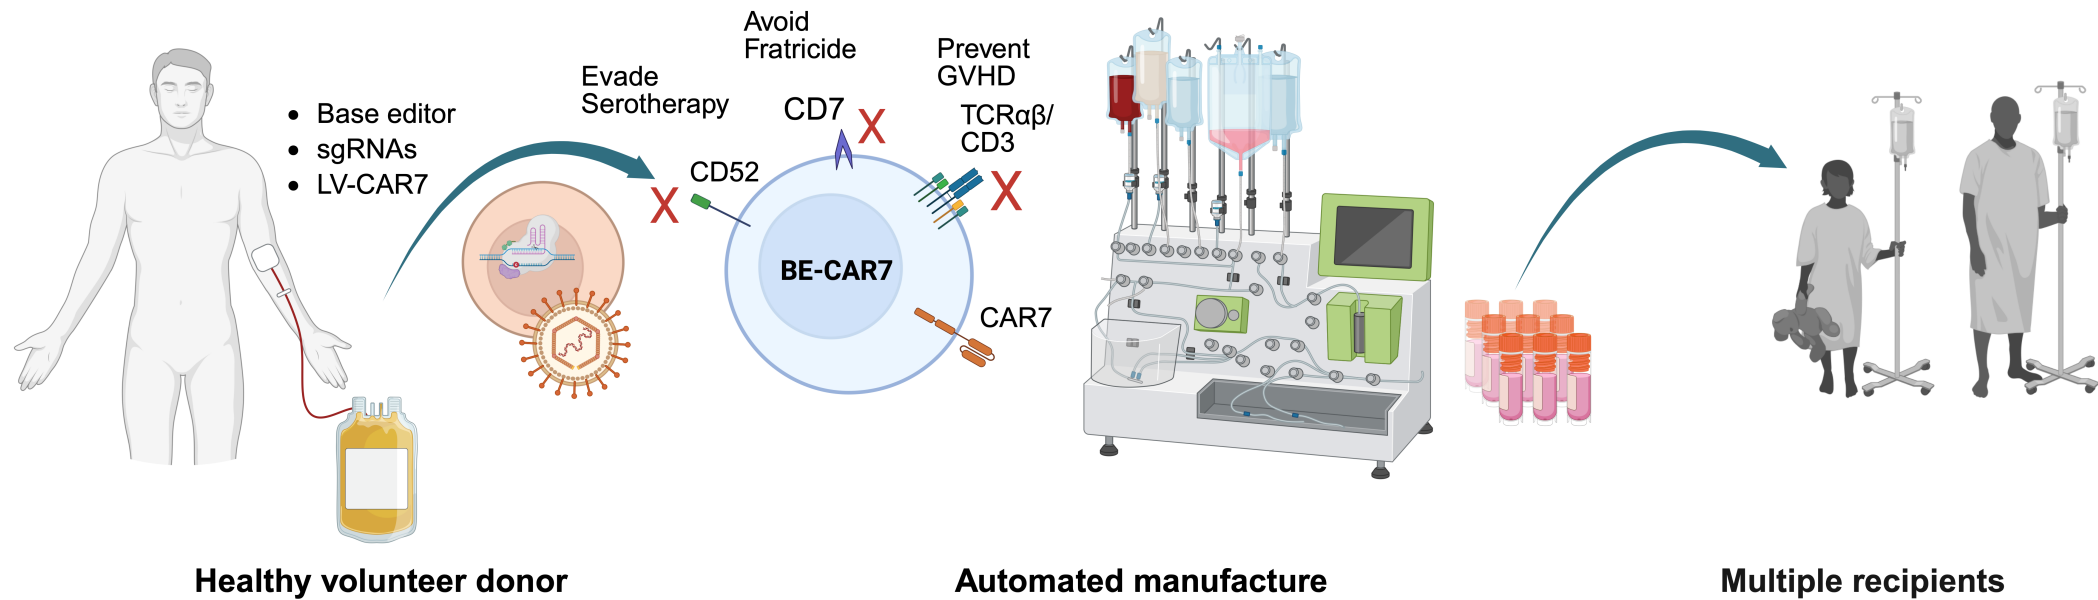 Base editor
sgRNAs
LV-CAR7
Evade
Serotherapy
Avoid
Fratricide
Prevent
GVHD
CD52
CD7
X
TCRαβ/
CD3
X
X
BE-CAR7
CAR7
Healthy volunteer donor
Automated manufacture
Multiple recipients